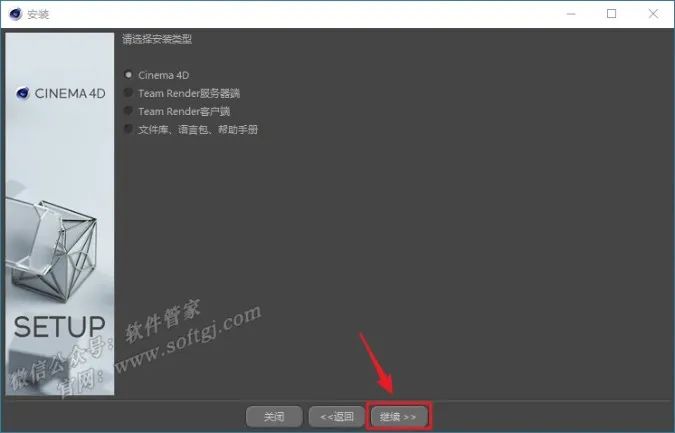 安装
请选择安装类型
CINEMA 4D
Cinema 4D
Team Render服务器端
Team Render客户端
文件库、语言包、帮助手册
SETUP
微信公众号：软件管家
官网：www.softgj.com
关闭
<<返回
继续 >>